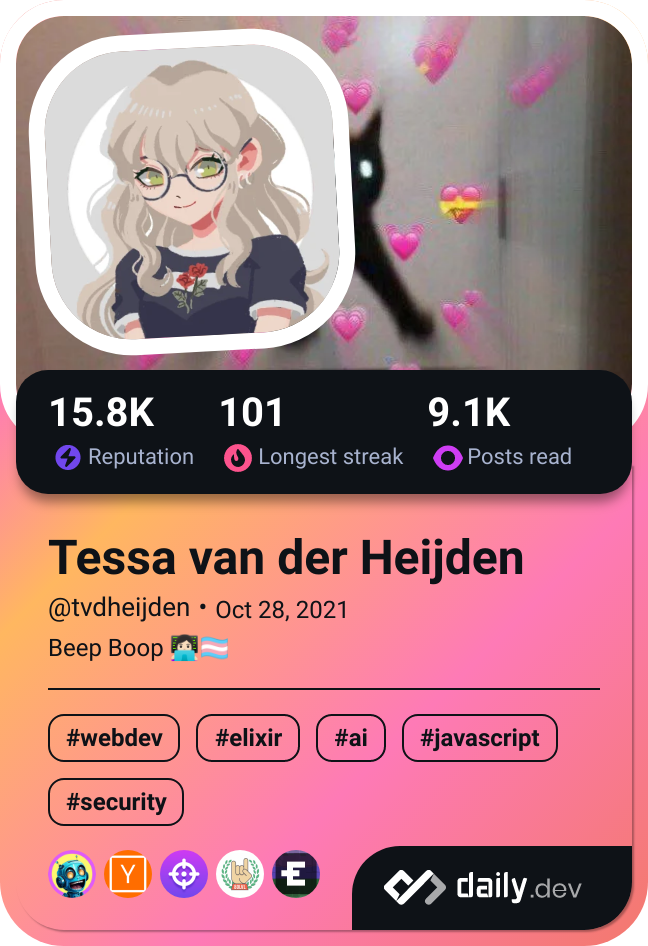 15.8K 101 9.1K
Reputation Longest streak Posts read
Tessa van der Heijden
@tvdheijden • Oct 28, 2021
Beep Boop 👩🏻‍💻🏳️‍⚧️
#webdev #elixir #ai #javascript
#security
Y E
daily.dev